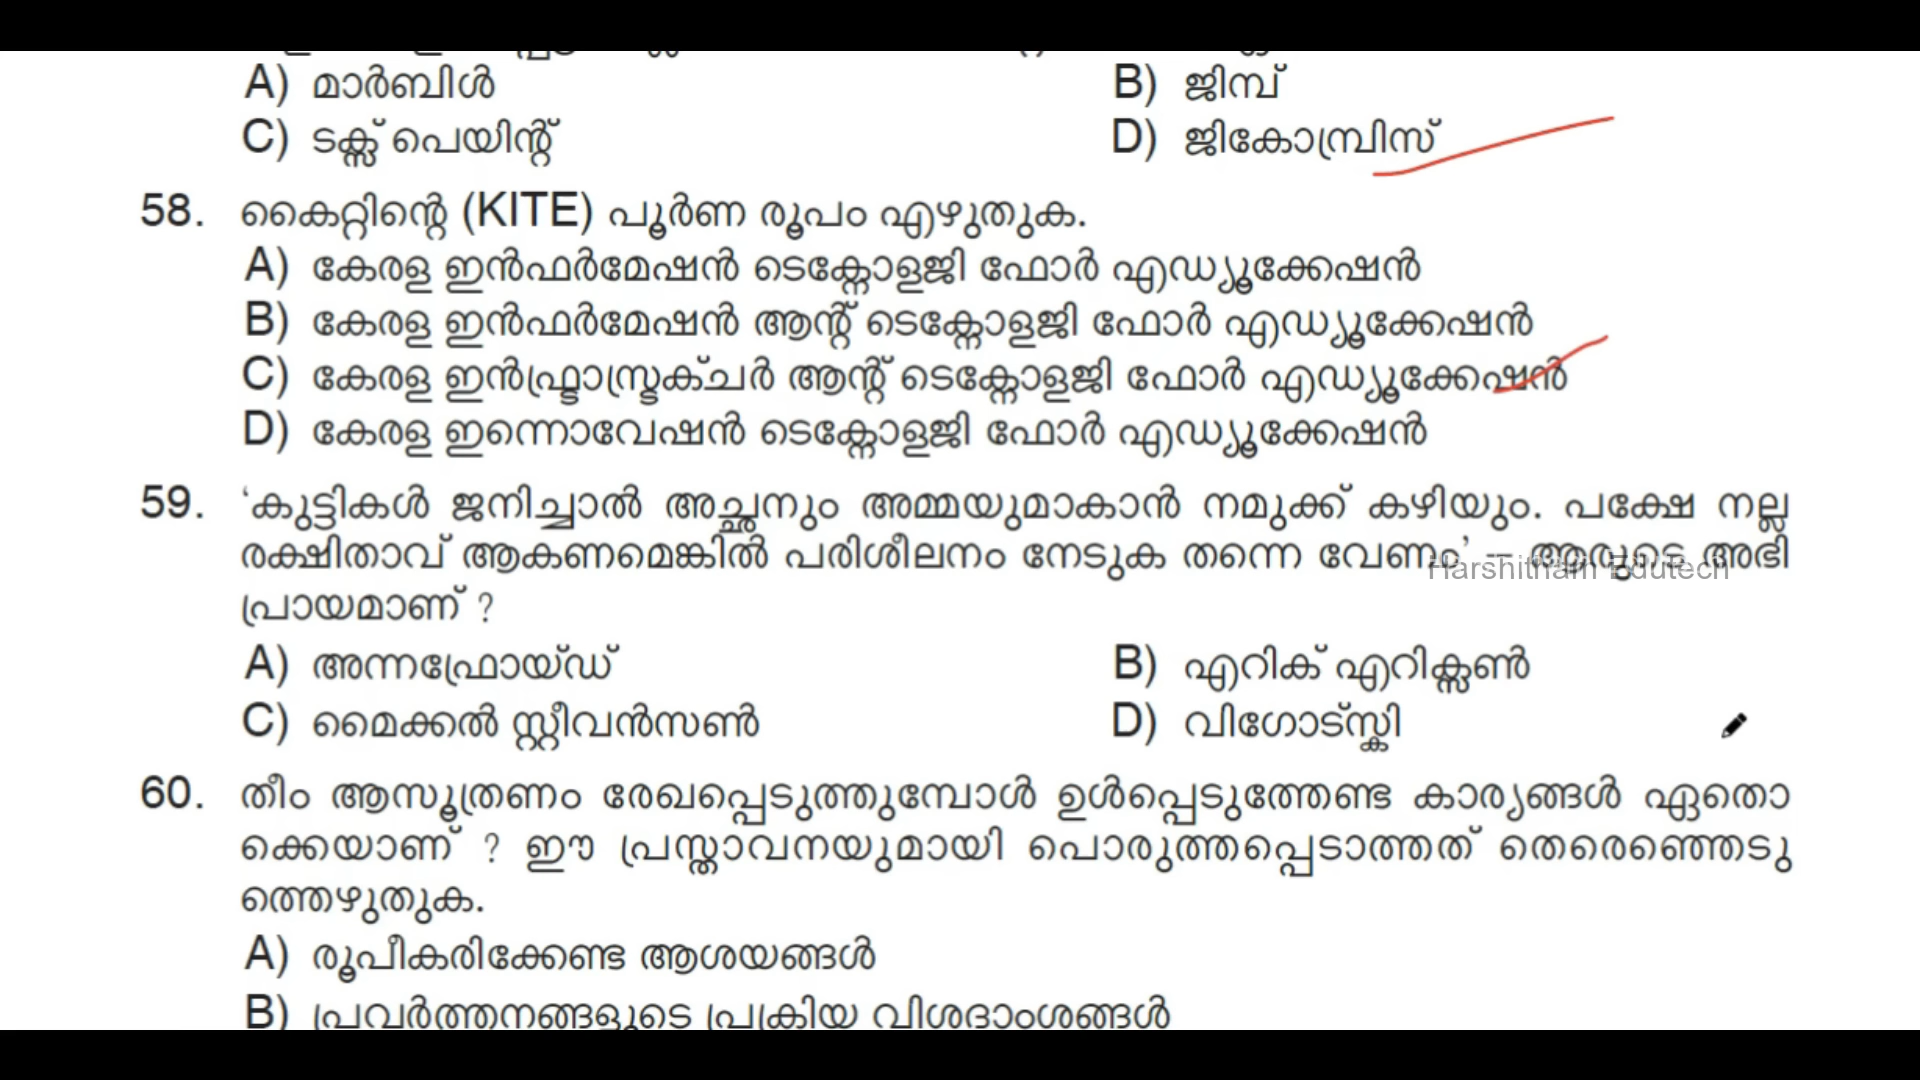 A) മാർബിൾ B) ജിമ്പ്
C) ടക്സ് പെയിന്റ് D) ജികോമ്പ്രിസ്
58. കൈറ്റിന്റെ (KITE) പൂർണ രൂപം എഴുതുക.
A) കേരള ഇൻഫർമേഷൻ ടെക്നോളജി ഫോർ എഡ്യൂക്കേഷൻ
B) കേരള ഇൻഫർമേഷൻ ആന്റ് ടെക്നോളജി ഫോർ എഡ്യൂക്കേഷൻ
C) കേരള ഇൻഫ്രാസ്ട്രക്ചർ ആന്റ് ടെക്നോളജി ഫോർ എഡ്യൂക്കേഷൻ
D) കേരള ഇന്നൊവേഷൻ ടെക്നോളജി ഫോർ എഡ്യൂക്കേഷൻ
59. ‘കുട്ടികൾ ജനിച്ചാൽ അച്ഛനും അമ്മയുമാകാൻ നമുക്ക് കഴിയും. പക്ഷേ നല്ല
രക്ഷിതാവ് ആകണമെങ്കിൽ പരിശീലനം നേടുക തന്നെ വേണം’ – ആരുടെ അഭി
പ്രായമാണ് ?
Harshitham Edutech
A) അന്നഫ്രോയ്ഡ് B) എറിക് എറിക്സൺ
C) മൈക്കൽ സ്റ്റീവൻസൺ D) വിഗോട്സ്കി
60. തീം ആസൂത്രണം രേഖപ്പെടുത്തുമ്പോൾ ഉൾപ്പെടുത്തേണ്ട കാര്യങ്ങൾ ഏതൊ
ക്കെയാണ് ? ഈ പ്രസ്താവനയുമായി പൊരുത്തപ്പെടാത്തത് തെരെഞ്ഞെടു
ത്തെഴുതുക.
A) രൂപീകരിക്കേണ്ട ആശയങ്ങൾ
B) പ്രവർത്തനങ്ങളുടെ പ്രക്രിയ വിശദാംശങ്ങൾ